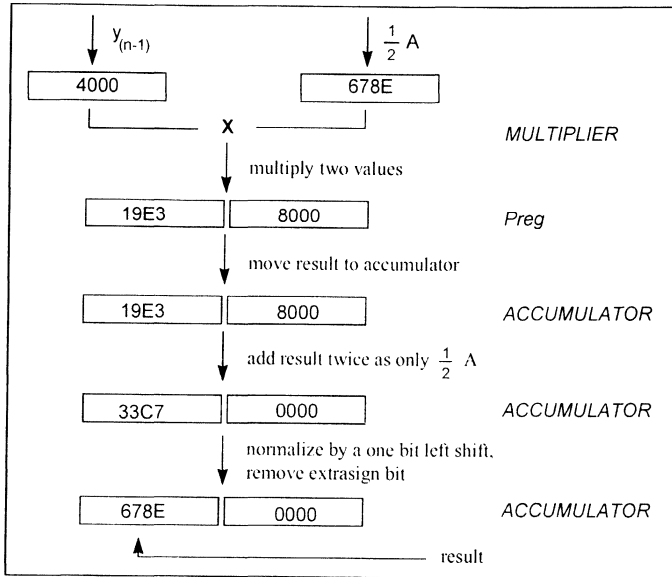 y(n-1)
1/2 A
4000
678E
X
MULTIPLIER
multiply two values
19E3 8000
Preg
move result to accumulator
19E3 8000
ACCUMULATOR
add result twice as only 1/2 A
33C7 0000
ACCUMULATOR
normalize by a one bit left shift,
remove extrasign bit
678E 0000
ACCUMULATOR
result